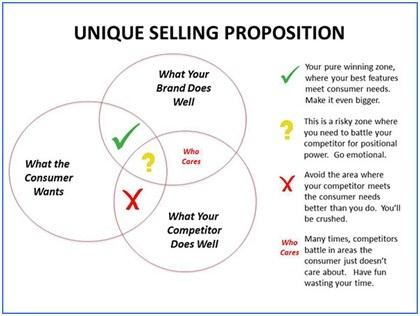 UNIQUE SELLING PROPOSITION
What Your
Brand Does
Well
What the
Consumer
Wants
?
Who
Cares
X
What Your
Competitor
Does Well
Your pure winning zone,
where your best features
meet consumer needs.
Make it even bigger.
?
This is a risky zone where
you need to battle your
competitor for positional
power. Go emotional.
X
Avoid the area where
your competitor meets
the consumer needs
better than you do. You'll
be crushed.
Who
Cares
Many times, competitors
battle in areas the
consumer just doesn't
care about. Have fun
wasting your time.